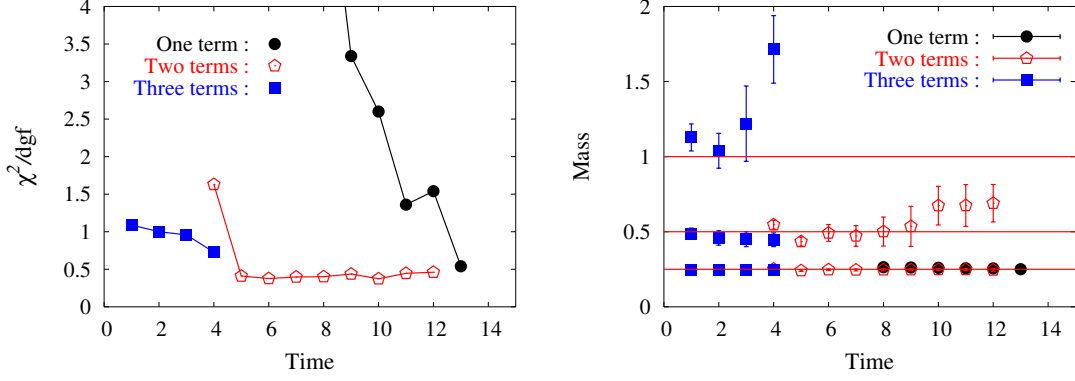 4
3.5
3
2.5
2
1.5
1
0.5
0
χ²/dgf
One term :
Two terms :
Three terms :
0 2 4 6 8 10 12 14
Time
2
1.5
1
0.5
0
Mass
One term :
Two terms :
Three terms :
0 2 4 6 8 10 12 14
Time